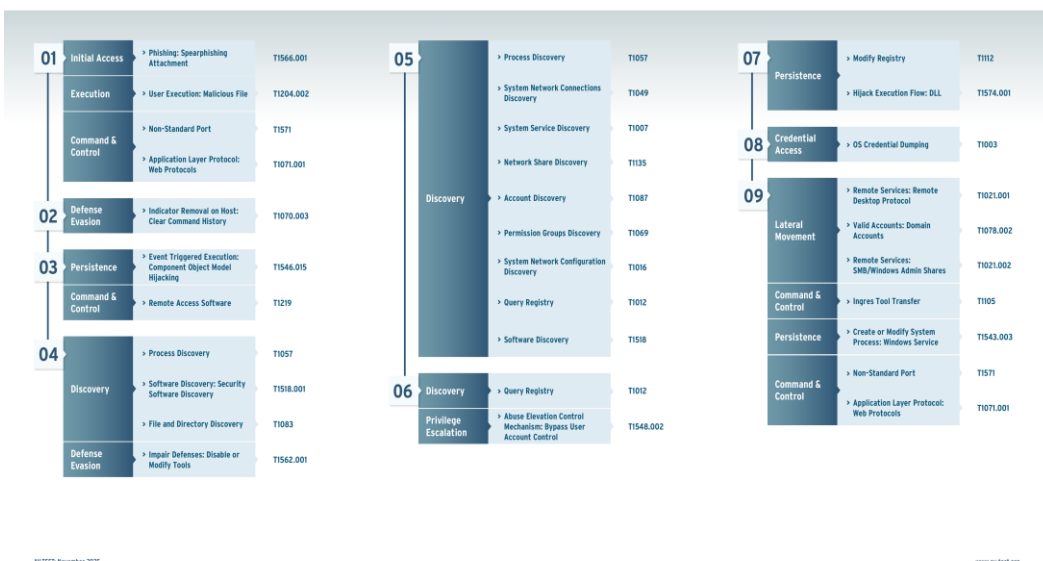 01
Initial Access
> Phishing: Spearphishing
Attachment
T1566.001
Execution
> User Execution: Malicious File
T1204.002
Command &
Control
> Non-Standard Port
T1571
> Application Layer Protocol:
Web Protocols
T1071.001
02
Defense
Evasion
> Indicator Removal on Host:
Clear Command History
T1070.003
03
Persistence
> Event Triggered Execution:
Component Object Model
Hijacking
T1546.015
Command &
Control
> Remote Access Software
T1219
04
Discovery
> Process Discovery
T1057
> Software Discovery: Security
Software Discovery
T1518.001
> File and Directory Discovery
T1083
Defense
Evasion
> Impair Defenses: Disable or
Modify Tools
T1562.001
05
Discovery
> Process Discovery
T1057
> System Network Connections
Discovery
T1049
> System Service Discovery
T1007
> Network Share Discovery
T1135
> Account Discovery
T1087
> Permission Groups Discovery
T1069
> System Network Configuration
Discovery
T1016
> Query Registry
T1012
> Software Discovery
T1518
06
Discovery
> Query Registry
T1012
Privilege
Escalation
> Abuse Elevation Control
Mechanism: Bypass User
Account Control
T1548.002
07
Persistence
> Modify Registry
T1112
> Hijack Execution Flow: DLL
T1574.001
08
Credential
Access
> OS Credential Dumping
T1003
09
Lateral
Movement
> Remote Services: Remote
Desktop Protocol
T1021.001
> Valid Accounts: Domain
Accounts
T1078.002
> Remote Services:
SMB/Windows Admin Shares
T1021.002
Command &
Control
> Ingres Tool Transfer
T1105
Persistence
> Create or Modify System
Process: Windows Service
T1543.003
Command &
Control
> Non-Standard Port
T1571
> Application Layer Protocol:
Web Protocols
T1071.001